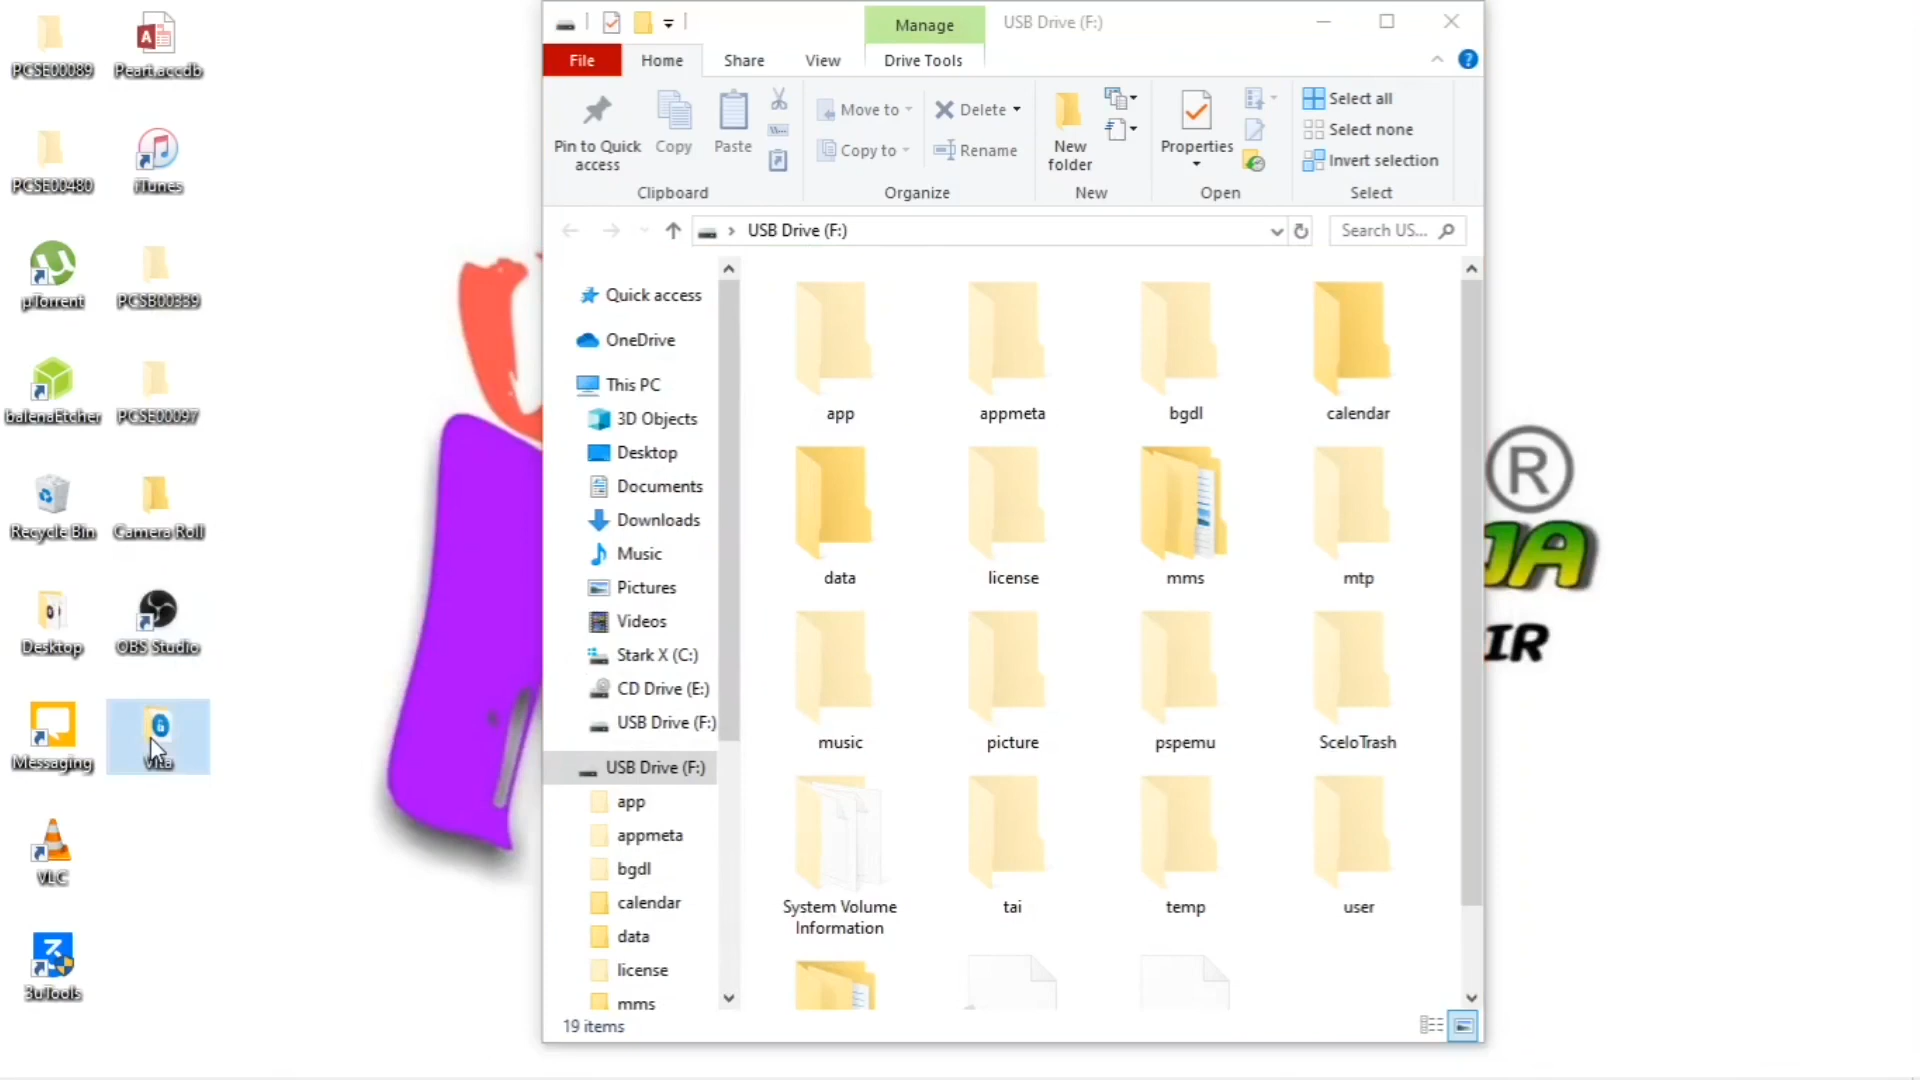 PCSE00089
Peart.accdb
PCSE00480
iTunes
µTorrent
PCSB00339
balenaEtcher
PCSE00097
Recycle Bin
Camera Roll
Desktop
OBS Studio
Messaging
Vita
VLC
3uTools
Manage
USB Drive (F:)
File
Home
Share
View
Drive Tools
Pin to Quick
access
Copy
Paste
Move to
Copy to
Delete
Rename
New
folder
Properties
Select all
Select none
Invert selection
Clipboard
Organize
New
Open
Select
USB Drive (F:)
Search US...
Quick access
OneDrive
This PC
3D Objects
Desktop
Documents
Downloads
Music
Pictures
Videos
Stark X (C:)
CD Drive (E:)
USB Drive (F:)
USB Drive (F:)
app
appmeta
bgdl
calendar
data
license
mms
app
appmeta
bgdl
calendar
data
license
mms
mtp
music
picture
pspemu
SceIoTrash
System Volume
Information
tai
temp
user
19 items
®
JA
IR